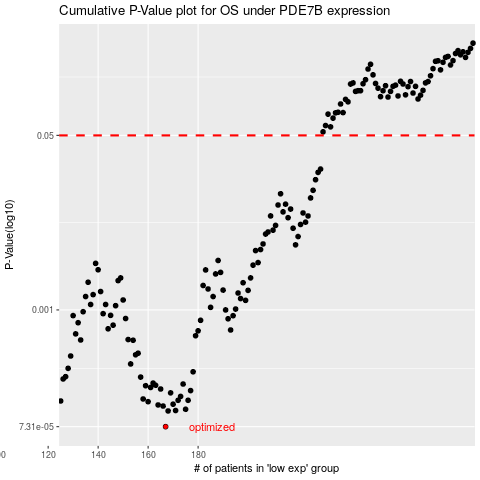 Cumulative P-Value plot for OS under PDE7B expression
P-Value(log10)
0.05
0.001
7.31e-05
optimized
00 120 140 160 180
# of patients in 'low exp' group